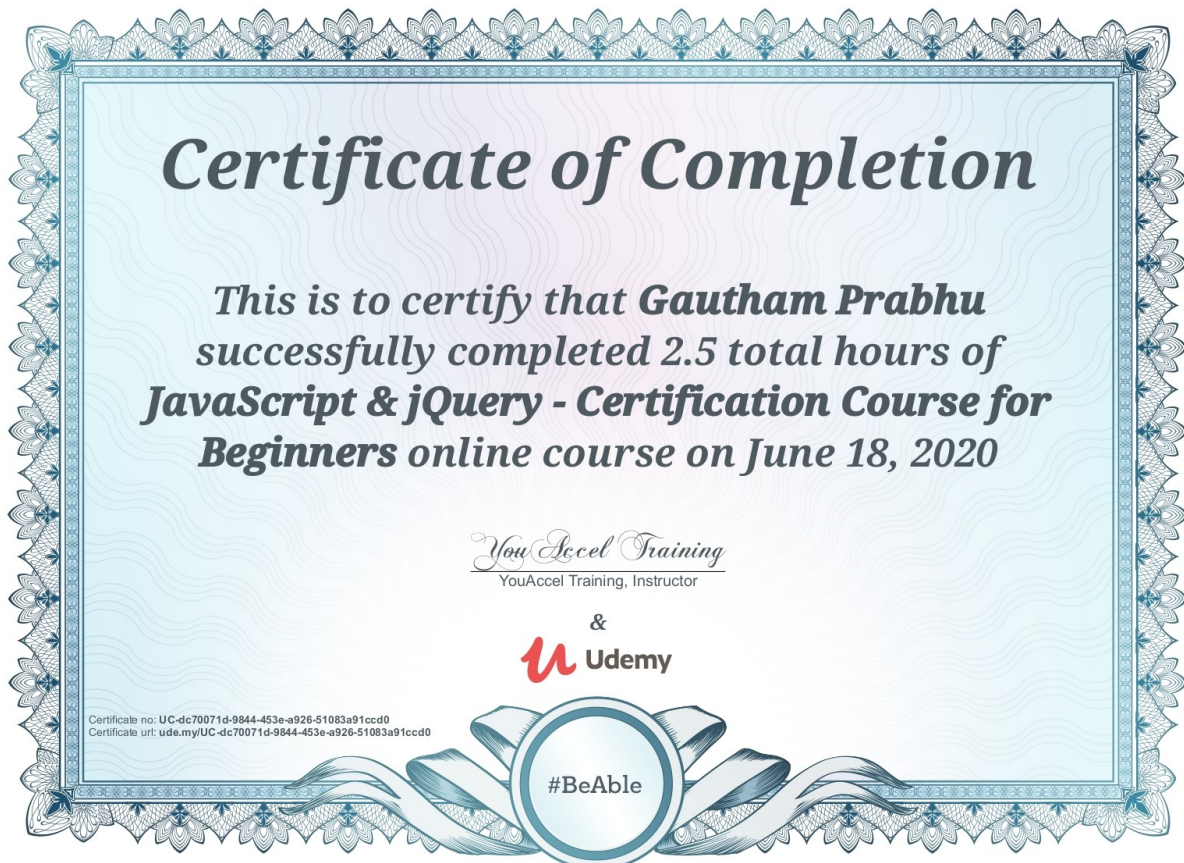 Certificate of Completion
This is to certify that Gautham Prabhu
successfully completed 2.5 total hours of
JavaScript & jQuery - Certification Course for
Beginners online course on June 18, 2020
You Accel Training
YouAccel Training, Instructor
&
Udemy
Certificate no: UC-dc70071d-9844-453e-a926-51083a91ccd0
Certificate url: ude.my/UC-dc70071d-9844-453e-a926-51083a91ccd0
#BeAble